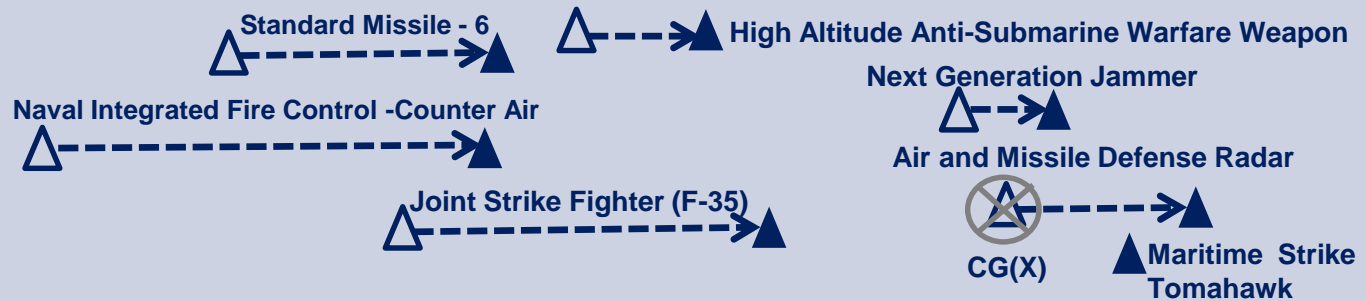 Standard Missile - 6
High Altitude Anti-Submarine Warfare Weapon
Next Generation Jammer
Naval Integrated Fire Control -Counter Air
Air and Missile Defense Radar
Joint Strike Fighter (F-35)
CG(X)
Maritime Strike
Tomahawk